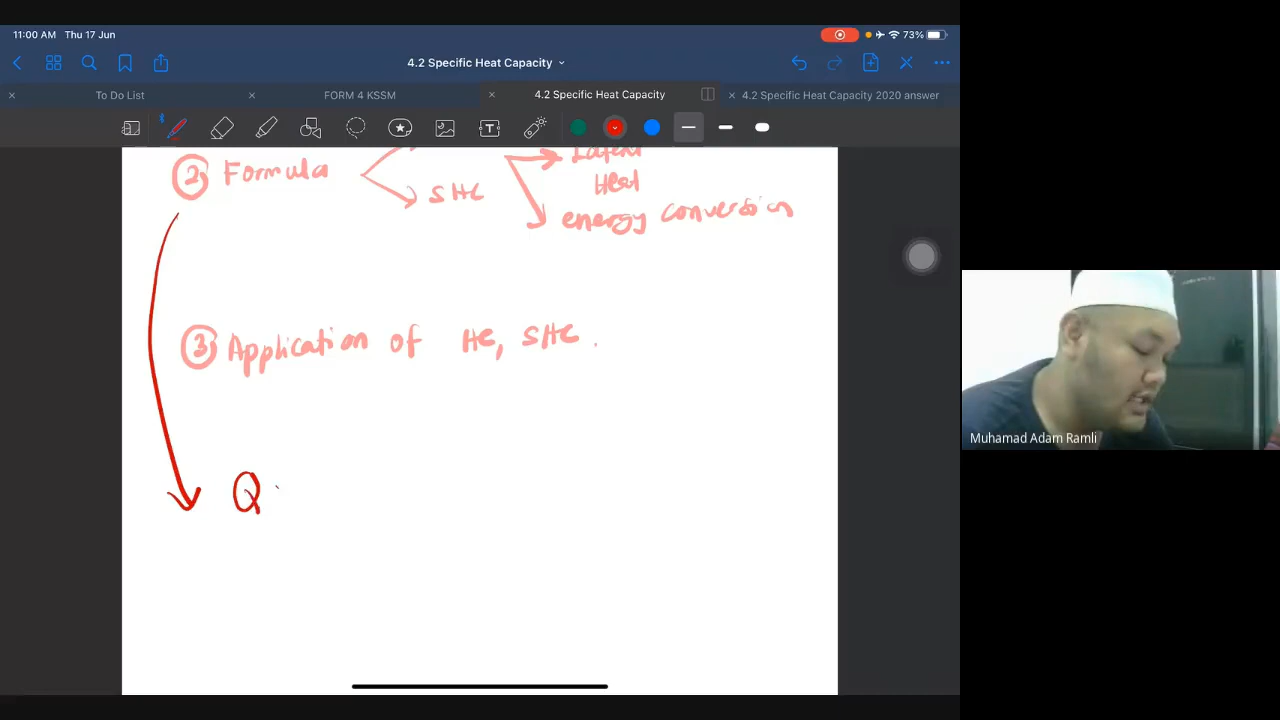 11:00 AM Thu 17 Jun
73%
4.2 Specific Heat Capacity
To Do List
FORM 4 KSSM
4.2 Specific Heat Capacity
4.2 Specific Heat Capacity 2020 answer
T
② Formula
Latent
Heat
SHC
energy conversion
③ Application of HC, SHC.
Q
Muhamad Adam Ramli